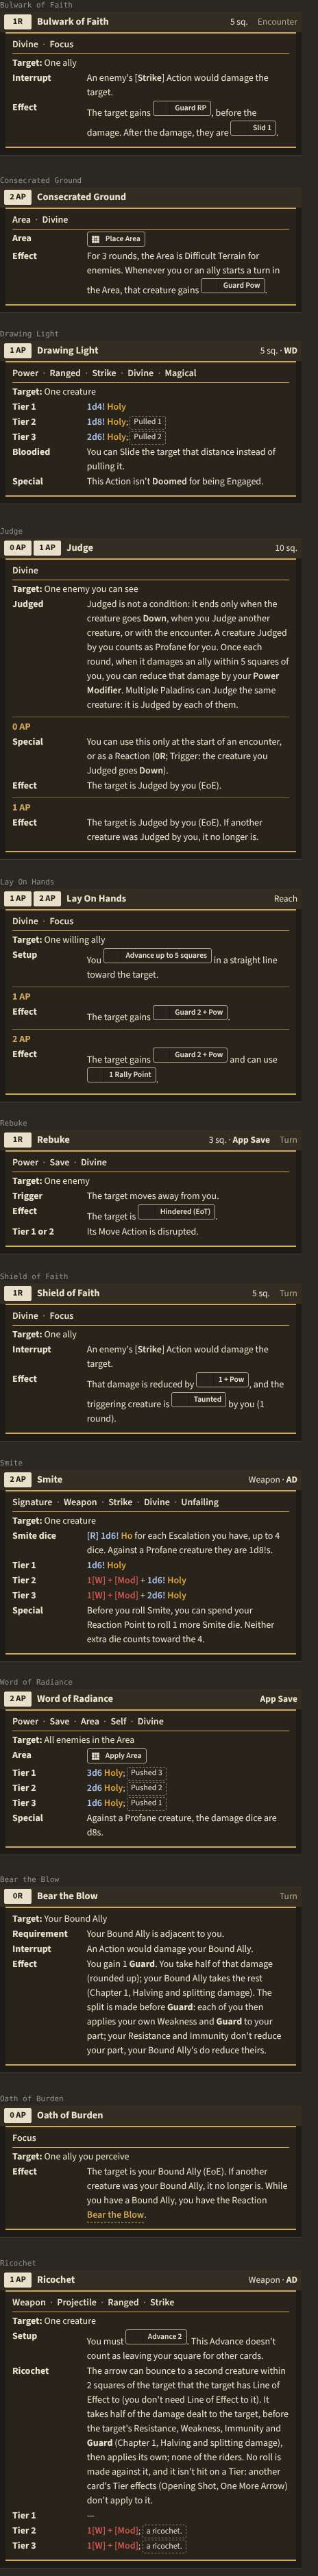 Bulwark of Faith
1R Bulwark of Faith 5 sq. Encounter
Divine · Focus
Target: One ally
Interrupt An enemy's [Strike] Action would damage the
target.
Effect The target gains Guard RP, before the
damage. After the damage, they are Slid 1.
Consecrated Ground
2 AP Consecrated Ground
Area · Divine
Area Place Area
Effect For 3 rounds, the Area is Difficult Terrain for
enemies. Whenever you or an ally starts a turn in
the Area, that creature gains Guard Pow.
Drawing Light
1 AP Drawing Light 5 sq. · WD
Power · Ranged · Strike · Divine · Magical
Target: One creature
Tier 1 1d4! Holy
Tier 2 1d8! Holy; Pulled 1
Tier 3 2d6! Holy; Pulled 2
Bloodied You can Slide the target that distance instead of
pulling it.
Special This Action isn't Doomed for being Engaged.
Judge
0 AP 1 AP Judge 10 sq.
Divine
Target: One enemy you can see
Judged Judged is not a condition: it ends only when the
creature goes Down, when you Judge another
creature, or with the encounter. A creature Judged
by you counts as Profane for you. Once each
round, when it damages an ally within 5 squares of
you, you can reduce that damage by your Power
Modifier. Multiple Paladins can Judge the same
creature: it is Judged by each of them.
0 AP
Special You can use this only at the start of an encounter,
or as a Reaction (0R; Trigger: the creature you
Judged goes Down).
Effect The target is Judged by you (EoE).
1 AP
Effect The target is Judged by you (EoE). If another
creature was Judged by you, it no longer is.
Lay On Hands
1 AP 2 AP Lay On Hands Reach
Divine · Focus
Target: One willing ally
Setup You Advance up to 5 squares in a straight line
toward the target.
1 AP
Effect The target gains Guard 2 + Pow.
2 AP
Effect The target gains Guard 2 + Pow and can use
1 Rally Point.
Rebuke
1R Rebuke 3 sq. · App Save Turn
Power · Save · Divine
Target: One enemy
Trigger The target moves away from you.
Effect The target is Hindered (EoT).
Tier 1 or 2 Its Move Action is disrupted.
Shield of Faith
1R Shield of Faith 5 sq. Turn
Divine · Focus
Target: One ally
Interrupt An enemy's [Strike] Action would damage the
target.
Effect That damage is reduced by 1 + Pow, and the
triggering creature is Taunted by you (1
round).
Smite
2 AP Smite Weapon · AD
Signature · Weapon · Strike · Divine · Unfailing
Target: One creature
Smite dice [R] 1d6! Ho for each Escalation you have, up to 4
dice. Against a Profane creature they are 1d8!s.
Tier 1 1d6! Holy
Tier 2 1[W] + [Mod] + 1d6! Holy
Tier 3 1[W] + [Mod] + 2d6! Holy
Special Before you roll Smite, you can spend your
Reaction Point to roll 1 more Smite die. Neither
extra die counts toward the 4.
Word of Radiance
2 AP Word of Radiance App Save
Power · Save · Area · Self · Divine
Target: All enemies in the Area
Area Apply Area
Tier 1 3d6 Holy; Pushed 3
Tier 2 2d6 Holy; Pushed 2
Tier 3 1d6 Holy; Pushed 1
Special Against a Profane creature, the damage dice are
d8s.
Bear the Blow
0R Bear the Blow Turn
Target: Your Bound Ally
Requirement Your Bound Ally is adjacent to you.
Interrupt An Action would damage your Bound Ally.
Effect You gain 1 Guard. You take half of that damage
(rounded up); your Bound Ally takes the rest
(Chapter 1, Halving and splitting damage). The
split is made before Guard: each of you then
applies your own Weakness and Guard to your
part; your Resistance and Immunity don't reduce
your part, your Bound Ally's do reduce theirs.
Oath of Burden
0 AP Oath of Burden
Focus
Target: One ally you perceive
Effect The target is your Bound Ally (EoE). If another
creature was your Bound Ally, it no longer is. While
you have a Bound Ally, you have the Reaction
Bear the Blow.
Ricochet
1 AP Ricochet Weapon · AD
Weapon · Projectile · Ranged · Strike
Target: One creature
Setup You must Advance 2. This Advance doesn't
count as leaving your square for other cards.
Ricochet The arrow can bounce to a second creature within
2 squares of the target that the target has Line of
Effect to (you don't need Line of Effect to it). It
takes half of the damage dealt to the target, before
the target's Resistance, Weakness, Immunity and
Guard (Chapter 1, Halving and splitting damage),
then applies its own; none of the riders. No roll is
made against it, and it isn't hit on a Tier: another
card's Tier effects (Opening Shot, One More Arrow)
don't apply to it.
Tier 1 —
Tier 2 1[W] + [Mod]; a ricochet.
Tier 3 1[W] + [Mod]; a ricochet.